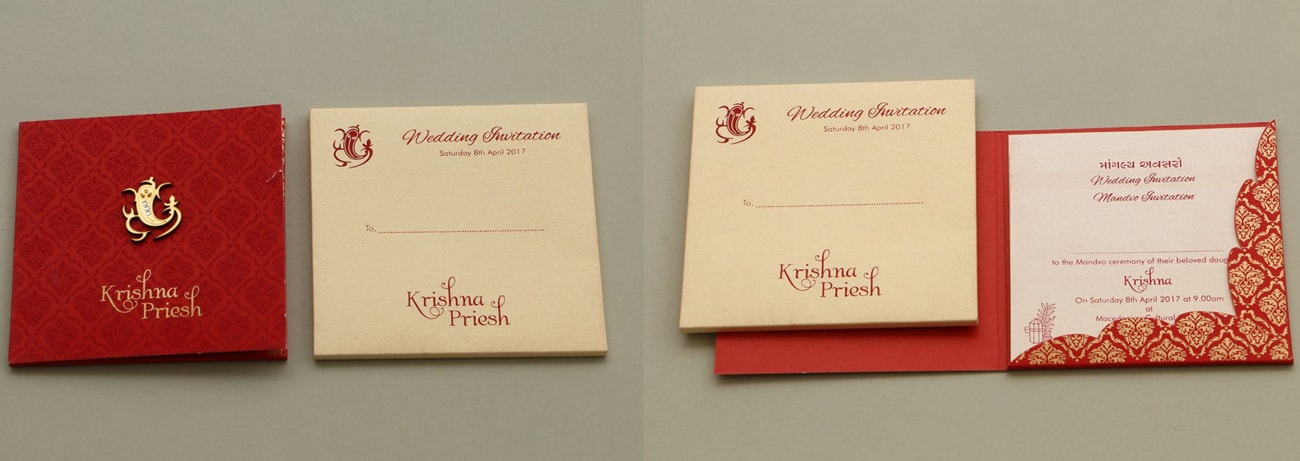 Krishna
Priesh
Wedding Invitation
Saturday 8th April 2017
To,
Krishna
Priesh
Wedding Invitation
Saturday 8th April 2017
To,
Krishna
Priesh
માંગલ્ય અવસરો
Wedding Invitation
Mandvo Invitation
to the Mandvo ceremony of their beloved
Krishna
On Saturday 8th April 2017 at 9.00am
at